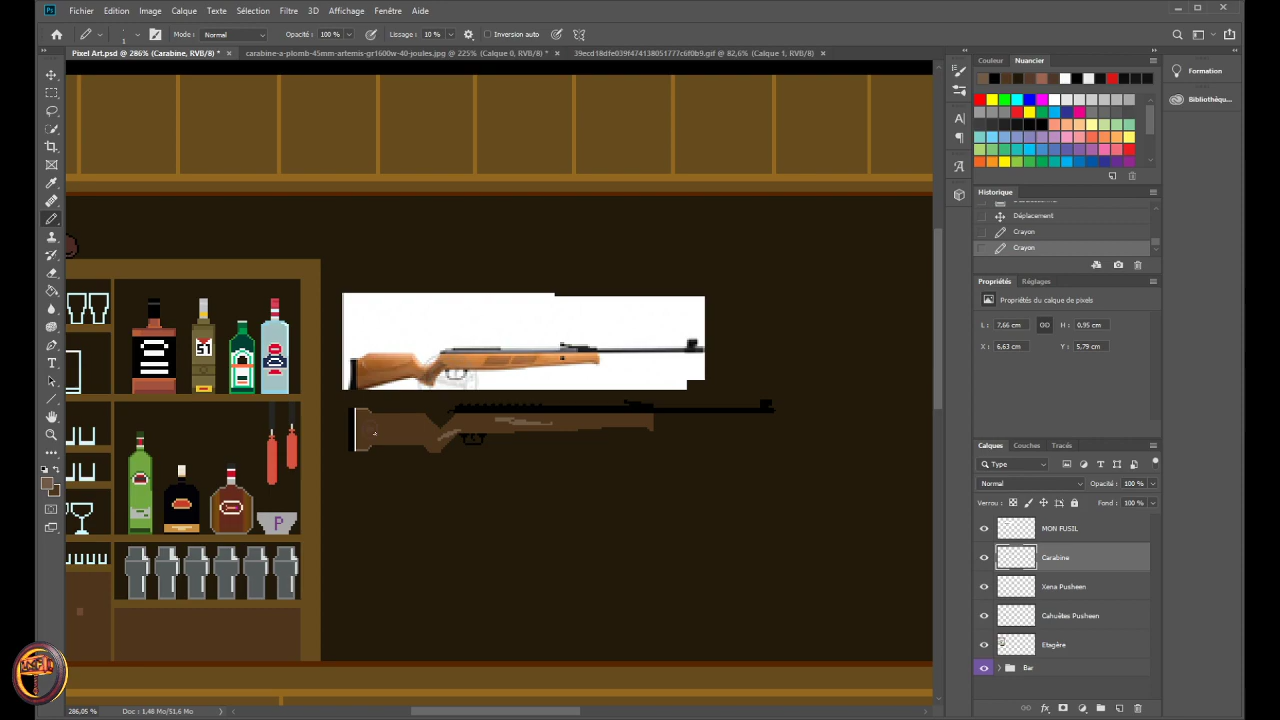 Ps Fichier Edition Image Calque Texte Sélection Filtre 3D Affichage Fenêtre Aide
1 Mode : Normal Opacité : 100 % Lissage : 10 % Inversion auto
Pixel Art.psd @ 286% (Carabine, RVB/8) * × carabine-a-plomb-45mm-artemis-gr1600w-40-joules.jpg @ 225% (Calque 0, RVB/8) * × 39ecd18dfe039f474138051777c6f0b9.gif @ 82,6% (Calque 1, RVB/8) ×
Couleur Nuancier
Formation
Bibliothèqu...
Historique
Déplacement
Crayon
Crayon
Propriétés Réglages
Propriétés du calque de pixels
L : 7,66 cm H : 0,95 cm
X : 6,63 cm Y : 5,79 cm
51
P
Calques Couches Tracés
Type
Normal Opacité : 100 %
Verrou : Fond : 100 %
MON FUSIL
Carabine
Xena Pusheen
Cahuètes Pusheen
Etagère
Bar
fx
286,05 % Doc : 1,48 Mo/51,6 Mo